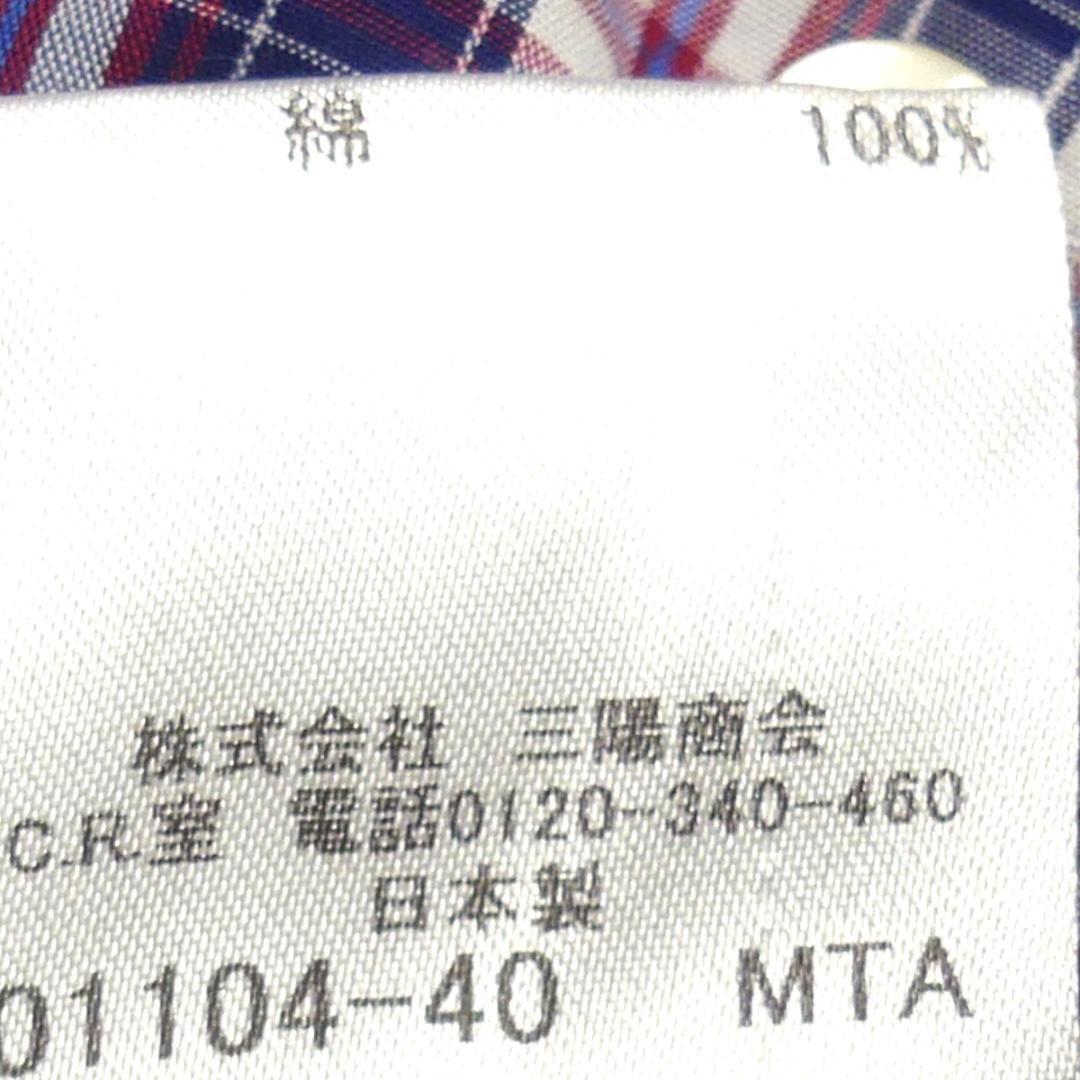 綿 100%
株式会社 三陽商会
C.R.室 電話0120-340-460
日本製
01104-40 MTA